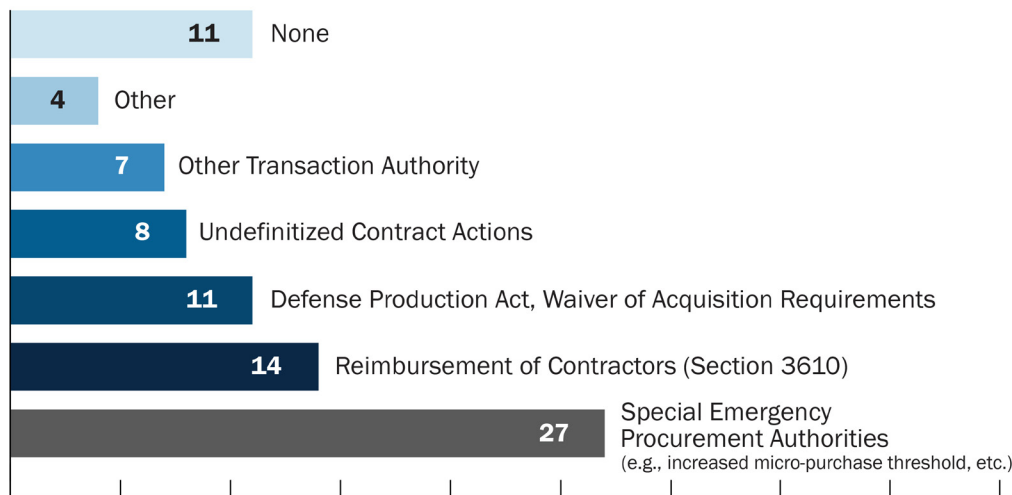 11 None
4 Other
7 Other Transaction Authority
8 Undefinitized Contract Actions
11 Defense Production Act, Waiver of Acquisition Requirements
14 Reimbursement of Contractors (Section 3610)
27 Special Emergency
Procurement Authorities
(e.g., increased micro-purchase threshold, etc.)